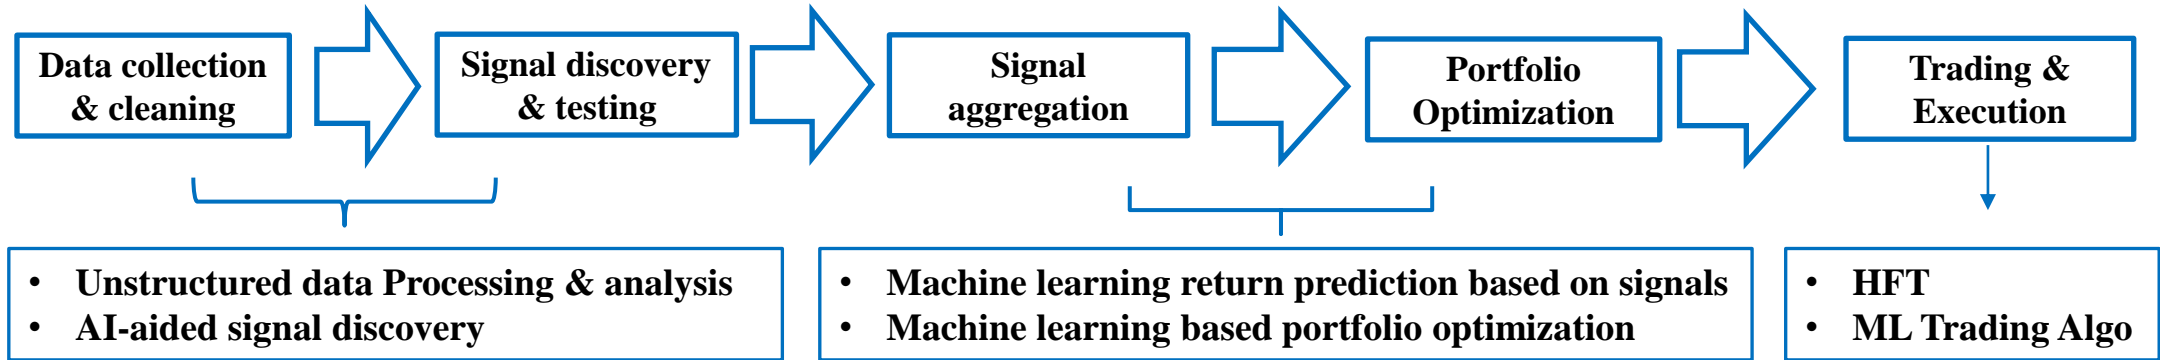 Data collection
& cleaning
Signal discovery
& testing
Signal
aggregation
Portfolio
Optimization
Trading &
Execution
• Unstructured data Processing & analysis
• AI-aided signal discovery
• Machine learning return prediction based on signals
• Machine learning based portfolio optimization
• HFT
• ML Trading Algo